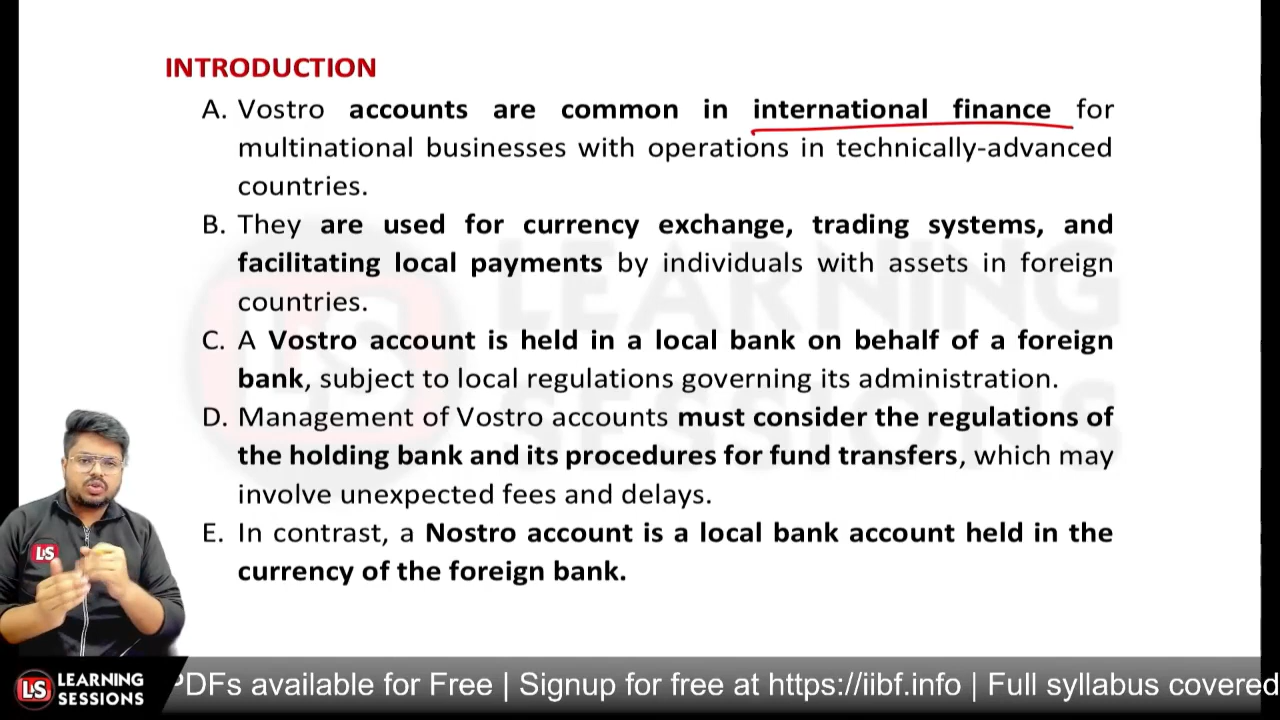 INTRODUCTION
A. Vostro accounts are common in international finance for
multinational businesses with operations in technically-advanced
countries.
B. They are used for currency exchange, trading systems, and
facilitating local payments by individuals with assets in foreign
countries.
C. A Vostro account is held in a local bank on behalf of a foreign
bank, subject to local regulations governing its administration.
D. Management of Vostro accounts must consider the regulations of
the holding bank and its procedures for fund transfers, which may
involve unexpected fees and delays.
E. In contrast, a Nostro account is a local bank account held in the
currency of the foreign bank.
LEARNING
SESSIONS
LS
LS
LS LEARNING
SESSIONS
PDFs available for Free | Signup for free at https://iibf.info | Full syllabus covered